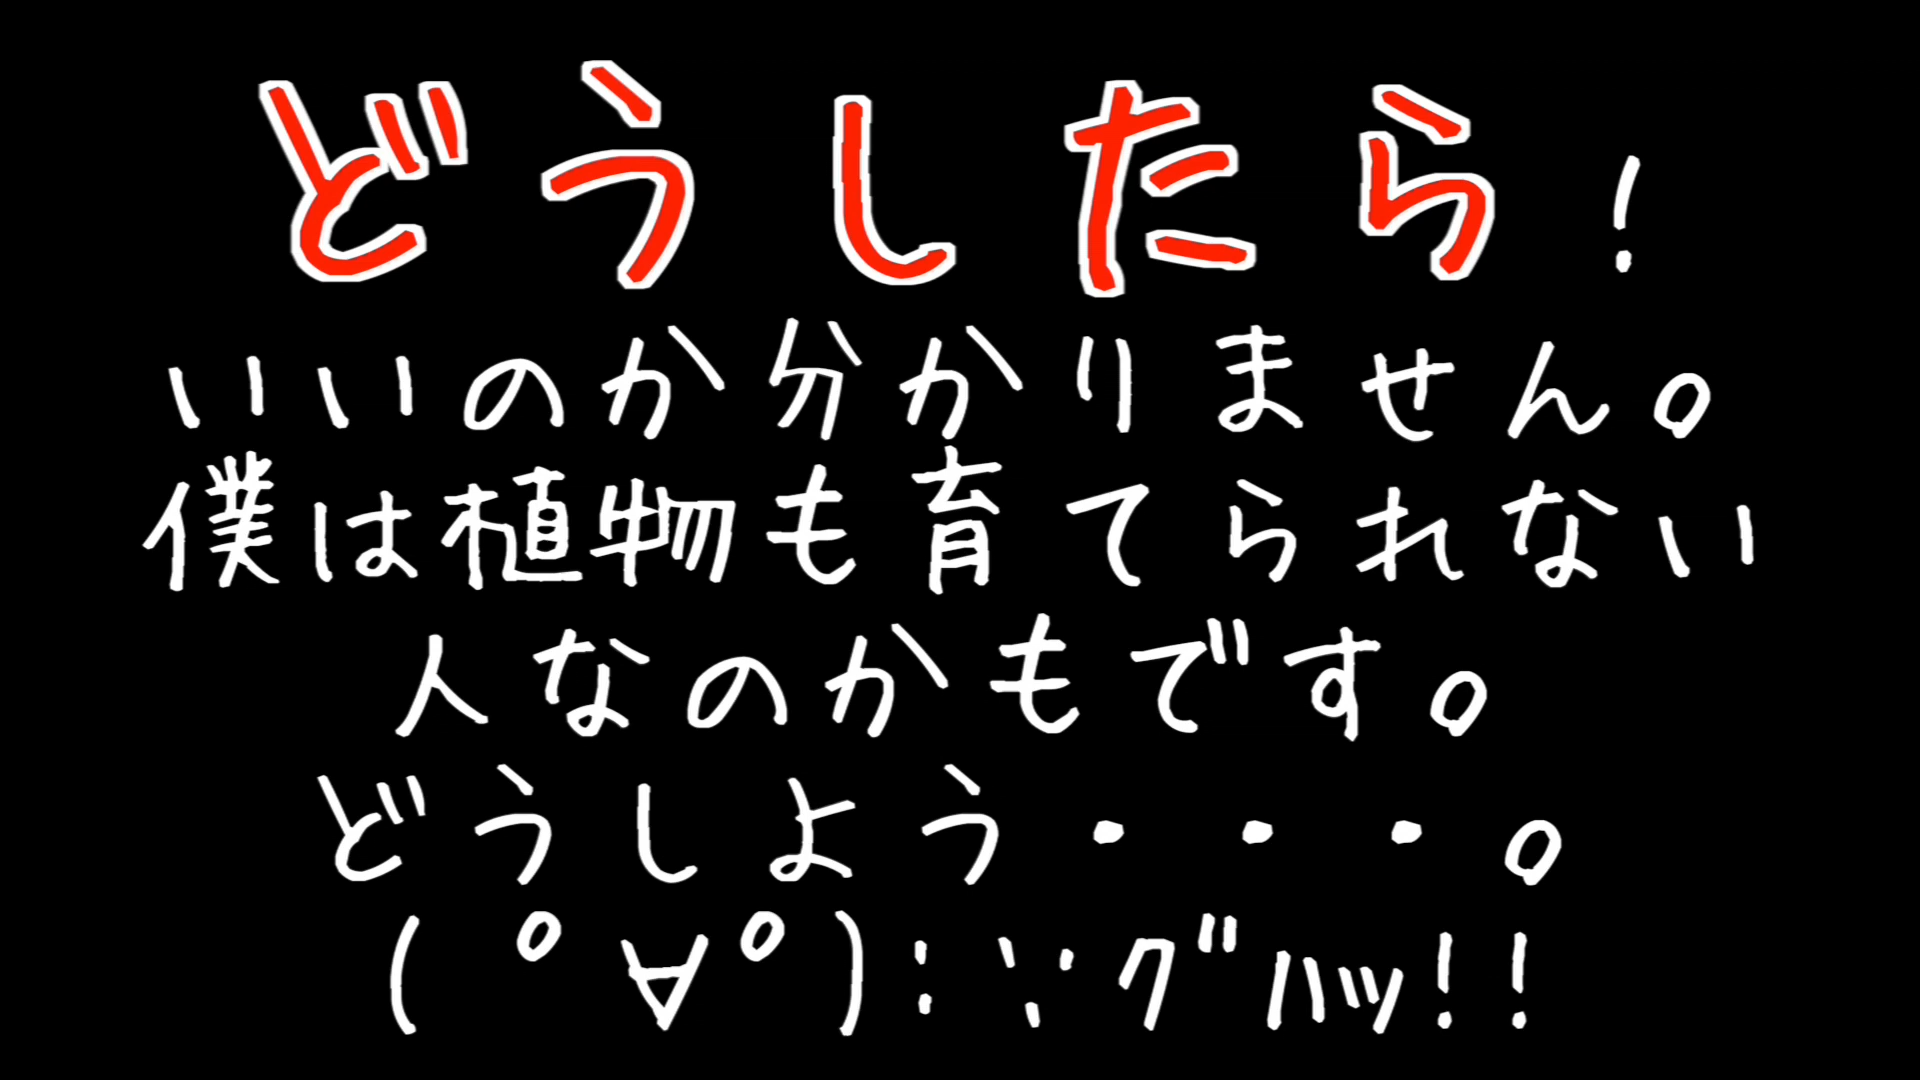 どうしたら!
いいのか分かりません。
僕は植物も育てられない
人なのかもです。
どうしよう・・・。
( ゚∀゚):∵グハッ!!